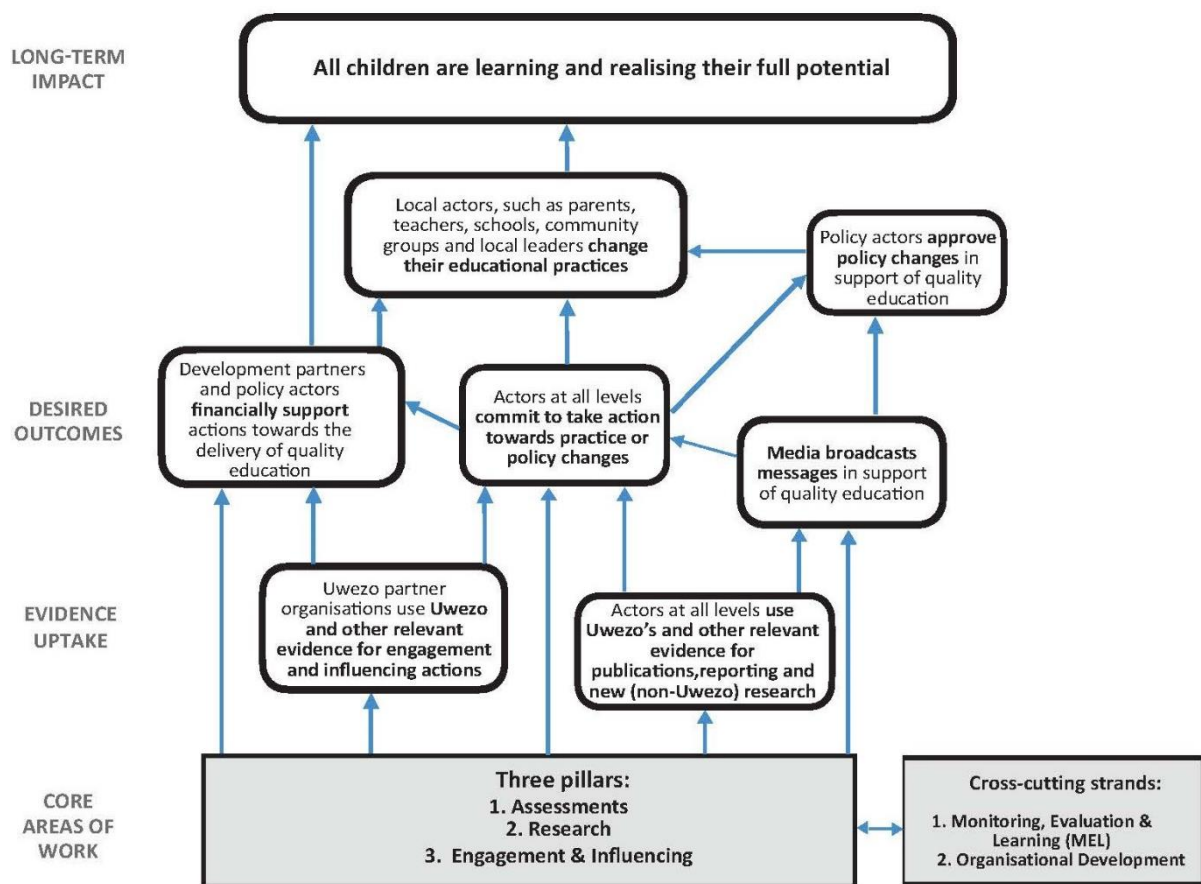 LONG-TERM
IMPACT
All children are learning and realising their full potential
Local actors, such as parents,
teachers, schools, community
groups and local leaders change
their educational practices
Policy actors approve
policy changes in
support of quality
education
DESIRED
OUTCOMES
Development partners
and policy actors
financially support
actions towards the
delivery of quality
education
Actors at all levels
commit to take action
towards practice or
policy changes
Media broadcasts
messages in support
of quality education
EVIDENCE
UPTAKE
Uwezo partner
organisations use Uwezo
and other relevant
evidence for engagement
and influencing actions
Actors at all levels use
Uwezo's and other relevant
evidence for
publications,reporting and
new (non-Uwezo) research
CORE
AREAS OF
WORK
Three pillars:
1. Assessments
2. Research
3. Engagement & Influencing
Cross-cutting strands:
1. Monitoring, Evaluation &
Learning (MEL)
2. Organisational Development